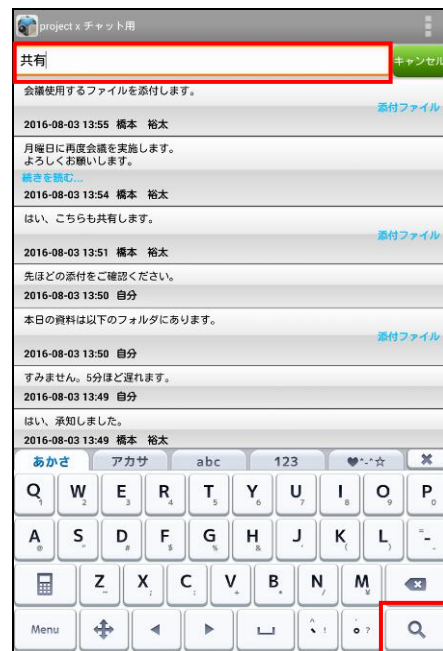 project x チャット用
共有
キャンセル
会議使用するファイルを添付します。
添付ファイル
2016-08-03 13:55 橋本 裕太
月曜日に再度会議を実施します。
よろしくお願いします。
続きを読む...
2016-08-03 13:54 橋本 裕太
はい、こちらも共有します。
添付ファイル
2016-08-03 13:51 橋本 裕太
先ほどの添付をご確認ください。
2016-08-03 13:50 自分
本日の資料は以下のフォルダにあります。
添付ファイル
2016-08-03 13:50 自分
すみません。5分ほど遅れます。
2016-08-03 13:49 自分
はい、承知しました。
2016-08-03 13:49 橋本 裕太
あかさ アカサ abc 123 ♥^-^☆ ✖
Q 1 W 2 E 3 R 4 T 5 Y 6 U 7 I 8 O 9 P 0
A @ S D # F $ G % H & J ' K ( L ) - =
Z X ; C : V + B * N / M ¥
Menu 、 ! 。 ?